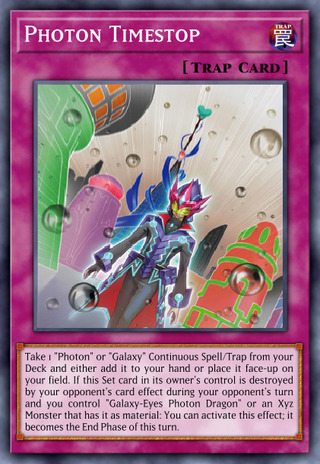 Photon Timestop
TRAP
罠
[Trap Card]
Take 1 "Photon" or "Galaxy" Continuous Spell/Trap from your
Deck and either add it to your hand or place it face-up on
your field. If this Set card in its owner's control is destroyed
by your opponent's card effect during your opponent's turn
and you control "Galaxy-Eyes Photon Dragon" or an Xyz
Monster that has it as material: You can activate this effect; it
becomes the End Phase of this turn.